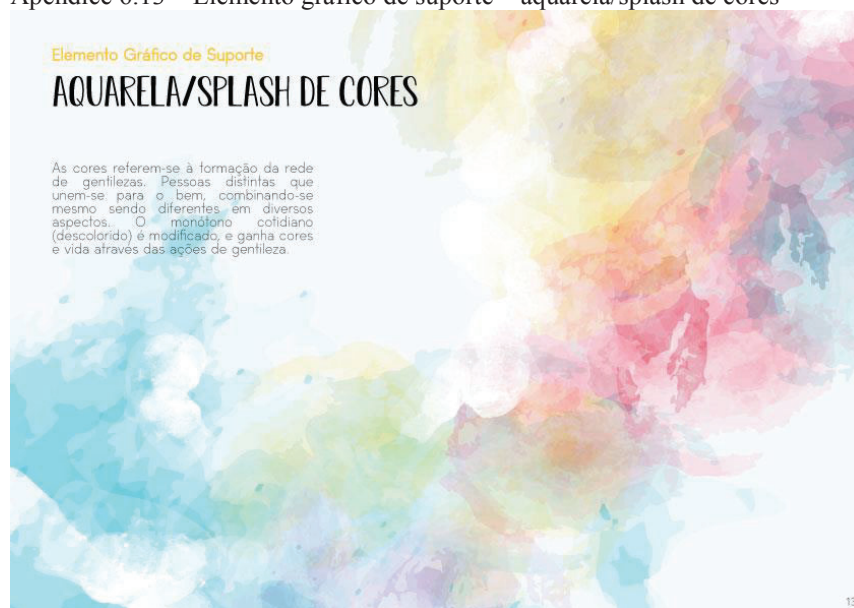 Apêndice 6.13 – Elemento gráfico de suporte – aquarela/splash de cores
Elemento Gráfico de Suporte
AQUARELA/SPLASH DE CORES
As cores referem-se à formação da rede
de gentilezas. Pessoas distintas que
unem-se para o bem, combinando-se
mesmo sendo diferentes em diversos
aspectos. O monótono cotidiano
(descolorido) é modificado, e ganha cores
e vida através das ações de gentileza.
13